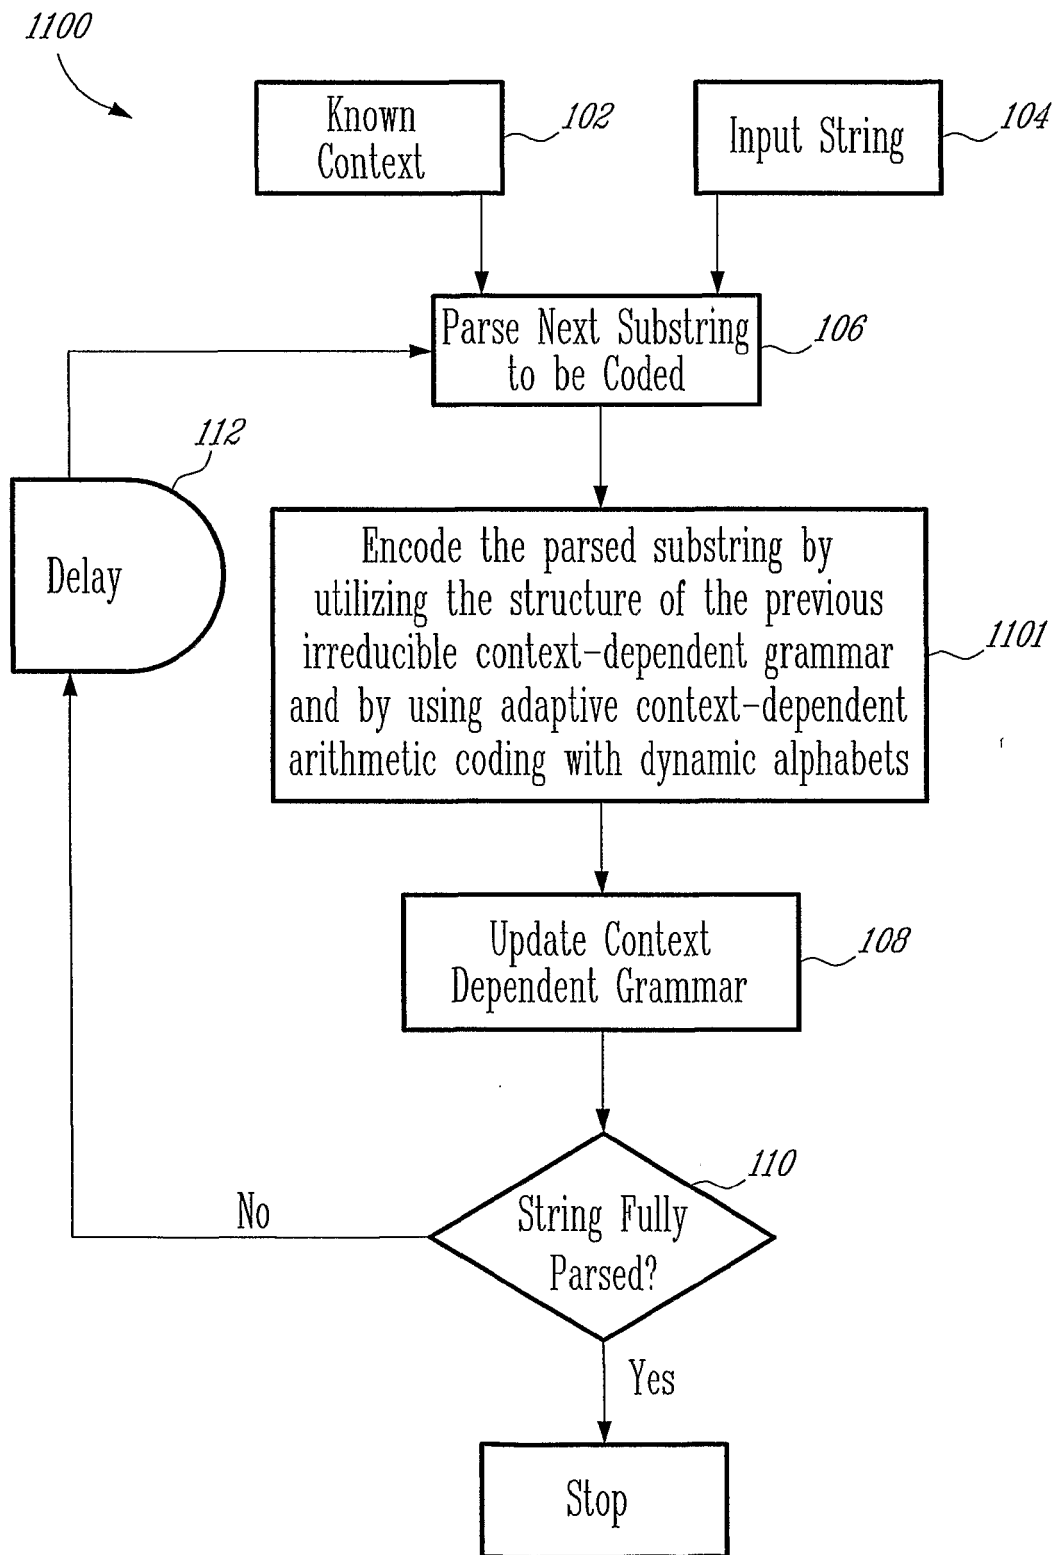 1100
Known
Context
102
Input String
104
Parse Next Substring
to be Coded
106
112
Delay
Encode the parsed substring by
utilizing the structure of the previous
irreducible context-dependent grammar
and by using adaptive context-dependent
arithmetic coding with dynamic alphabets
1101
Update Context
Dependent Grammar
108
110
String Fully
Parsed?
No
Yes
Stop